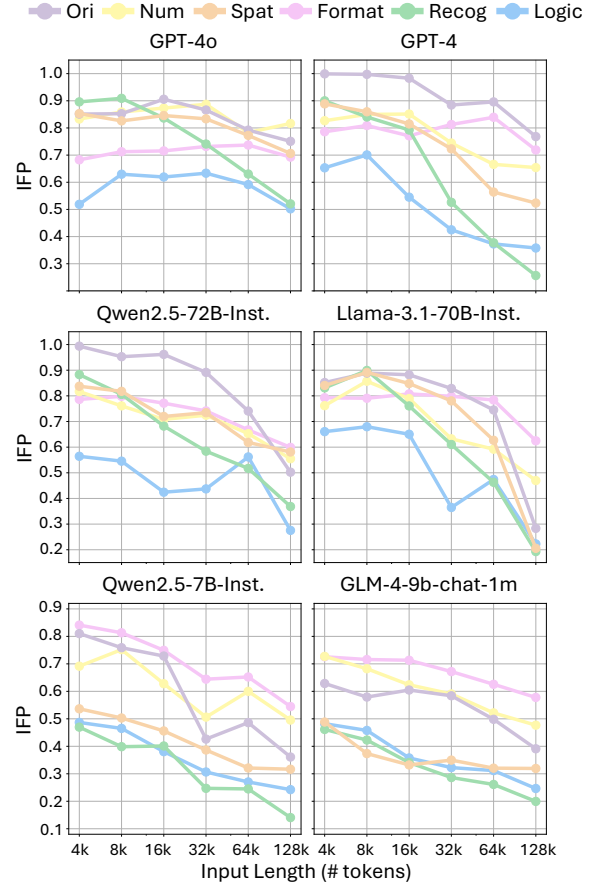 Ori Num Spat Format Recog Logic
GPT-4o GPT-4
IFP
1.0
0.9
0.8
0.7
0.6
0.5
0.4
0.3
Qwen2.5-72B-Inst. Llama-3.1-70B-Inst.
IFP
1.0
0.9
0.8
0.7
0.6
0.5
0.4
0.3
0.2
Qwen2.5-7B-Inst. GLM-4-9b-chat-1m
IFP
0.9
0.8
0.7
0.6
0.5
0.4
0.3
0.2
0.1
4k 8k 16k 32k 64k 128k 4k 8k 16k 32k 64k 128k
Input Length (# tokens)